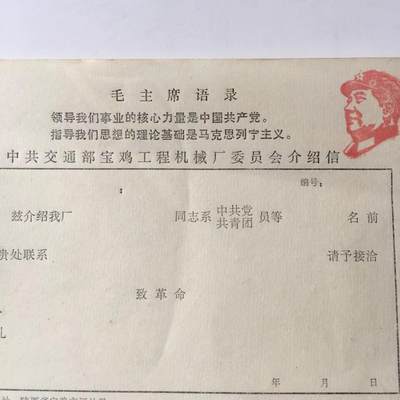 毛主席语录
领导我们事业的核心力量是中国共产党。
指导我们思想的理论基础是马克思列宁主义。
中共交通部宝鸡工程机械厂委员会介绍信
编号:
:
兹介绍我厂 同志系 中共党 员等 名前
共青团
贵处联系 请予接洽
致革命
礼
年 月 日